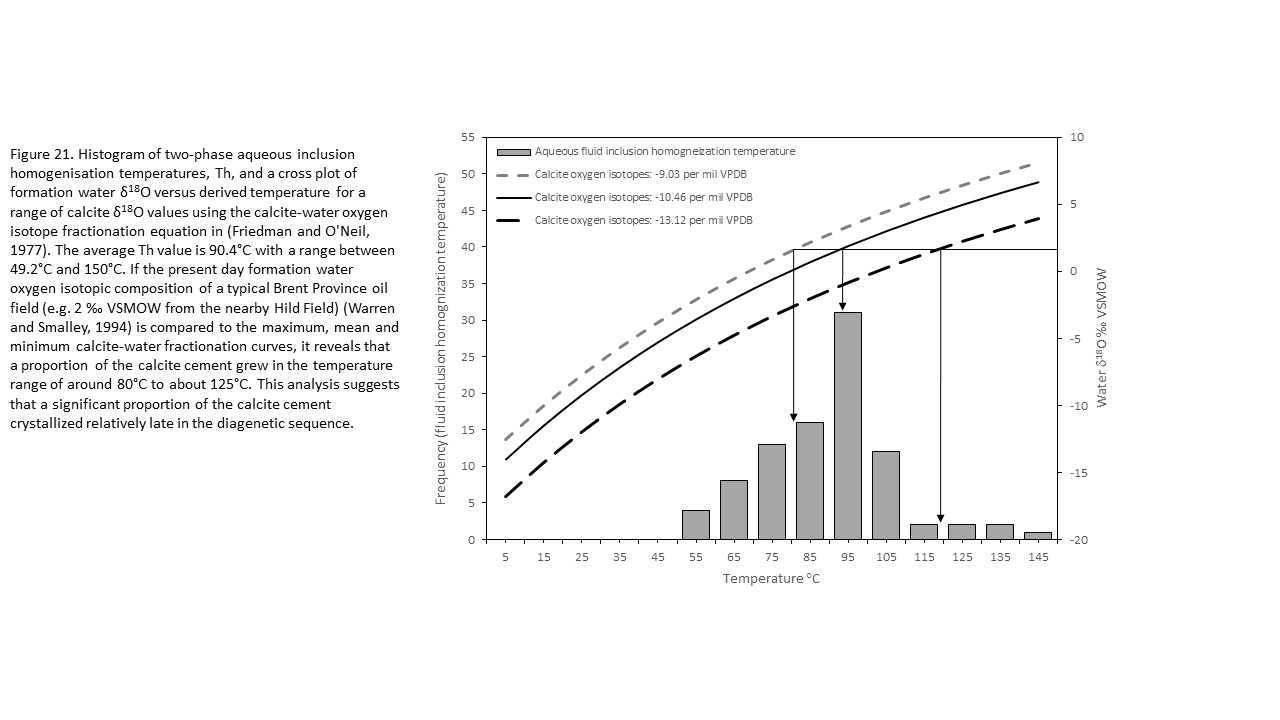 Figure 21. Histogram of two-phase aqueous inclusion
homogenisation temperatures, Th, and a cross plot of
formation water δ¹⁸O versus derived temperature for a
range of calcite δ¹⁸O values using the calcite-water oxygen
isotope fractionation equation in (Friedman and O'Neil,
1977). The average Th value is 90.4°C with a range between
49.2°C and 150°C. If the present day formation water
oxygen isotopic composition of a typical Brent Province oil
field (e.g. 2 ‰ VSMOW from the nearby Hild Field) (Warren
and Smalley, 1994) is compared to the maximum, mean and
minimum calcite-water fractionation curves, it reveals that
a proportion of the calcite cement grew in the temperature
range of around 80°C to about 125°C. This analysis suggests
that a significant proportion of the calcite cement
crystallized relatively late in the diagenetic sequence.
Frequency (fluid inclusion homognization temperature)
55
50
45
40
35
30
25
20
15
10
5
0
Aqueous fluid inclusion homogneization temperature
Calcite oxygen isotopes: -9.03 per mil VPDB
Calcite oxygen isotopes: -10.46 per mil VPDB
Calcite oxygen isotopes: -13.12 per mil VPDB
10
5
0
-5
-10
-15
-20
Water δ¹⁸O ‰ VSMOW
5 15 25 35 45 55 65 75 85 95 105 115 125 135 145
Temperature °C